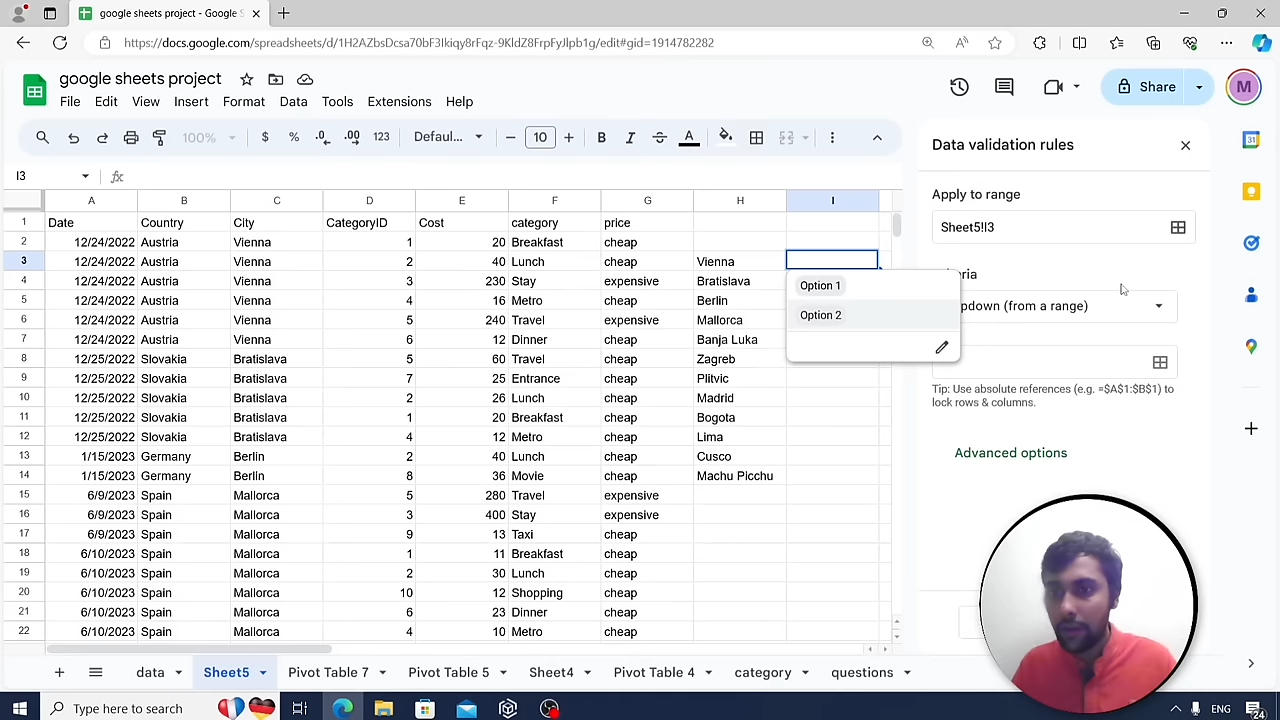 google sheets project - Google S
https://docs.google.com/spreadsheets/d/1H2AZbsDcsa70bF3Ikiqy8rFqz-9KldZ8FrpFyJlpb1g/edit#gid=1914782282
google sheets project
File Edit View Insert Format Data Tools Extensions Help
Share
M
100% $ % .0 .00 123 Defaul... 10 B I A
I3 fx
Data validation rules
Apply to range
Sheet5!I3
pdown (from a range)
Tip: Use absolute references (e.g. =$A$1:$B$1) to
lock rows & columns.
Advanced options
A B C D E F G H I
1 Date Country City CategoryID Cost category price
2 12/24/2022 Austria Vienna 1 20 Breakfast cheap
3 12/24/2022 Austria Vienna 2 40 Lunch cheap Vienna
4 12/24/2022 Austria Vienna 3 230 Stay expensive Bratislava
5 12/24/2022 Austria Vienna 4 16 Metro cheap Berlin
6 12/24/2022 Austria Vienna 5 240 Travel expensive Mallorca
7 12/24/2022 Austria Vienna 6 12 Dinner cheap Banja Luka
8 12/25/2022 Slovakia Bratislava 5 60 Travel cheap Zagreb
9 12/25/2022 Slovakia Bratislava 7 25 Entrance cheap Plitvic
10 12/25/2022 Slovakia Bratislava 2 26 Lunch cheap Madrid
11 12/25/2022 Slovakia Bratislava 1 20 Breakfast cheap Bogota
12 12/25/2022 Slovakia Bratislava 4 12 Metro cheap Lima
13 1/15/2023 Germany Berlin 2 40 Lunch cheap Cusco
14 1/15/2023 Germany Berlin 8 36 Movie cheap Machu Picchu
15 6/9/2023 Spain Mallorca 5 280 Travel expensive
16 6/9/2023 Spain Mallorca 3 400 Stay expensive
17 6/9/2023 Spain Mallorca 9 13 Taxi cheap
18 6/10/2023 Spain Mallorca 1 11 Breakfast cheap
19 6/10/2023 Spain Mallorca 2 30 Lunch cheap
20 6/10/2023 Spain Mallorca 10 12 Shopping cheap
21 6/10/2023 Spain Mallorca 6 23 Dinner cheap
22 6/10/2023 Spain Mallorca 4 10 Metro cheap
Option 1
Option 2
data Sheet5 Pivot Table 7 Pivot Table 5 Sheet4 Pivot Table 4 category questions
Type here to search
ENG
24
31